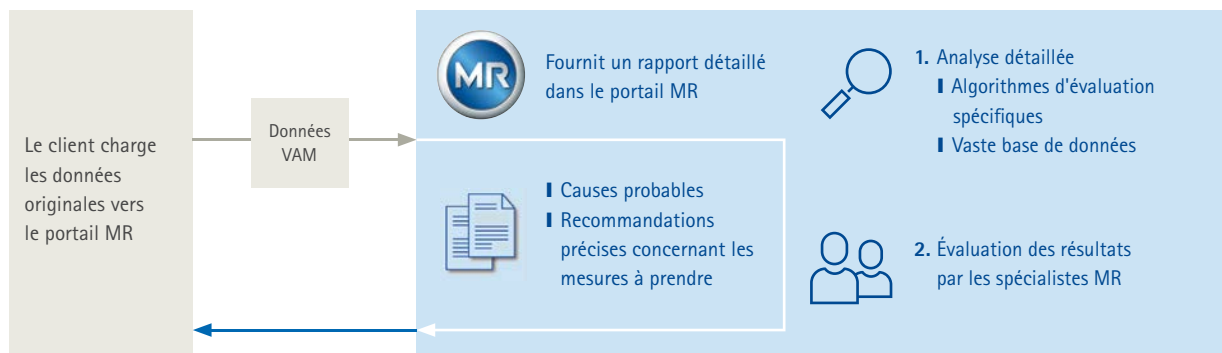 Le client charge
les données
originales vers
le portail MR
Données
VAM
MR
Fournit un rapport détaillé
dans le portail MR
❙ Causes probables
❙ Recommandations
précises concernant les
mesures à prendre
1. Analyse détaillée
❙ Algorithmes d'évaluation
spécifiques
❙ Vaste base de données
2. Évaluation des résultats
par les spécialistes MR